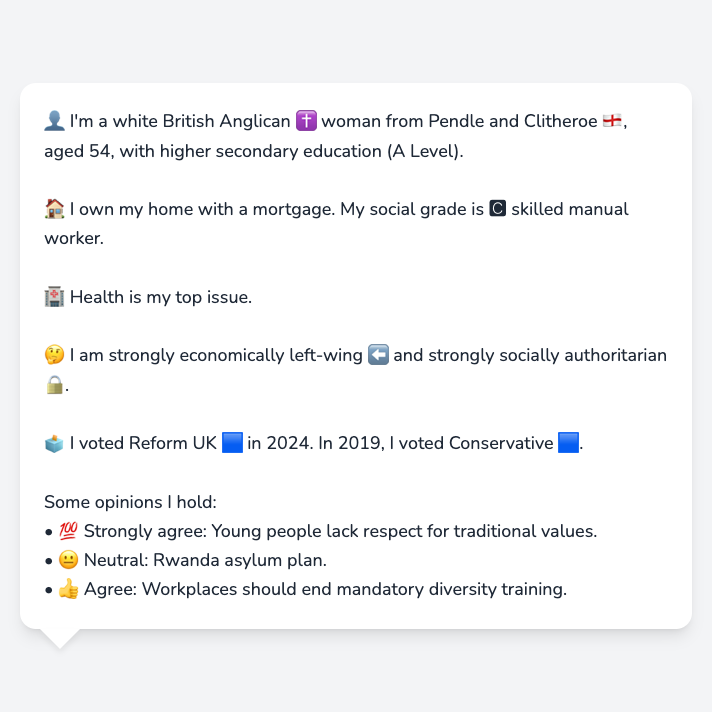 👤 I'm a white British Anglican ✝️ woman from Pendle and Clitheroe 🏴󠁧󠁢󠁥󠁮󠁧󠁿,
aged 54, with higher secondary education (A Level).
🏠 I own my home with a mortgage. My social grade is 🅲 skilled manual
worker.
🏥 Health is my top issue.
🤔 I am strongly economically left-wing ⬅️ and strongly socially authoritarian
🔒.
🗳️ I voted Reform UK 🟦 in 2024. In 2019, I voted Conservative 🟦.
Some opinions I hold:
• 💯 Strongly agree: Young people lack respect for traditional values.
• 😐 Neutral: Rwanda asylum plan.
• 👍 Agree: Workplaces should end mandatory diversity training.